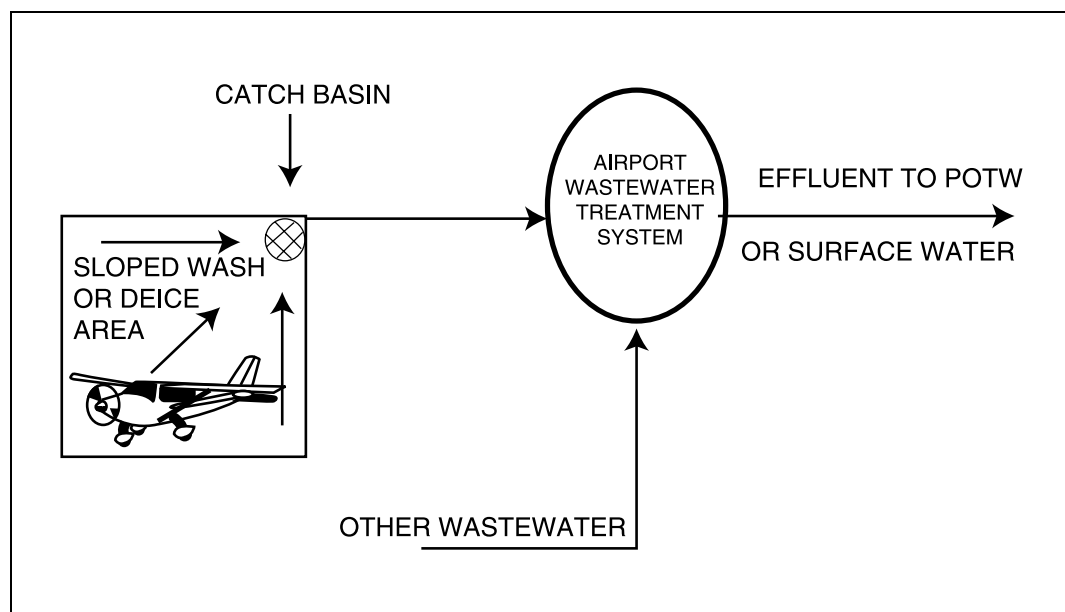 CATCH BASIN
SLOPED WASH
OR DEICE
AREA
AIRPORT
WASTEWATER
TREATMENT
SYSTEM
EFFLUENT TO POTW
OR SURFACE WATER
OTHER WASTEWATER